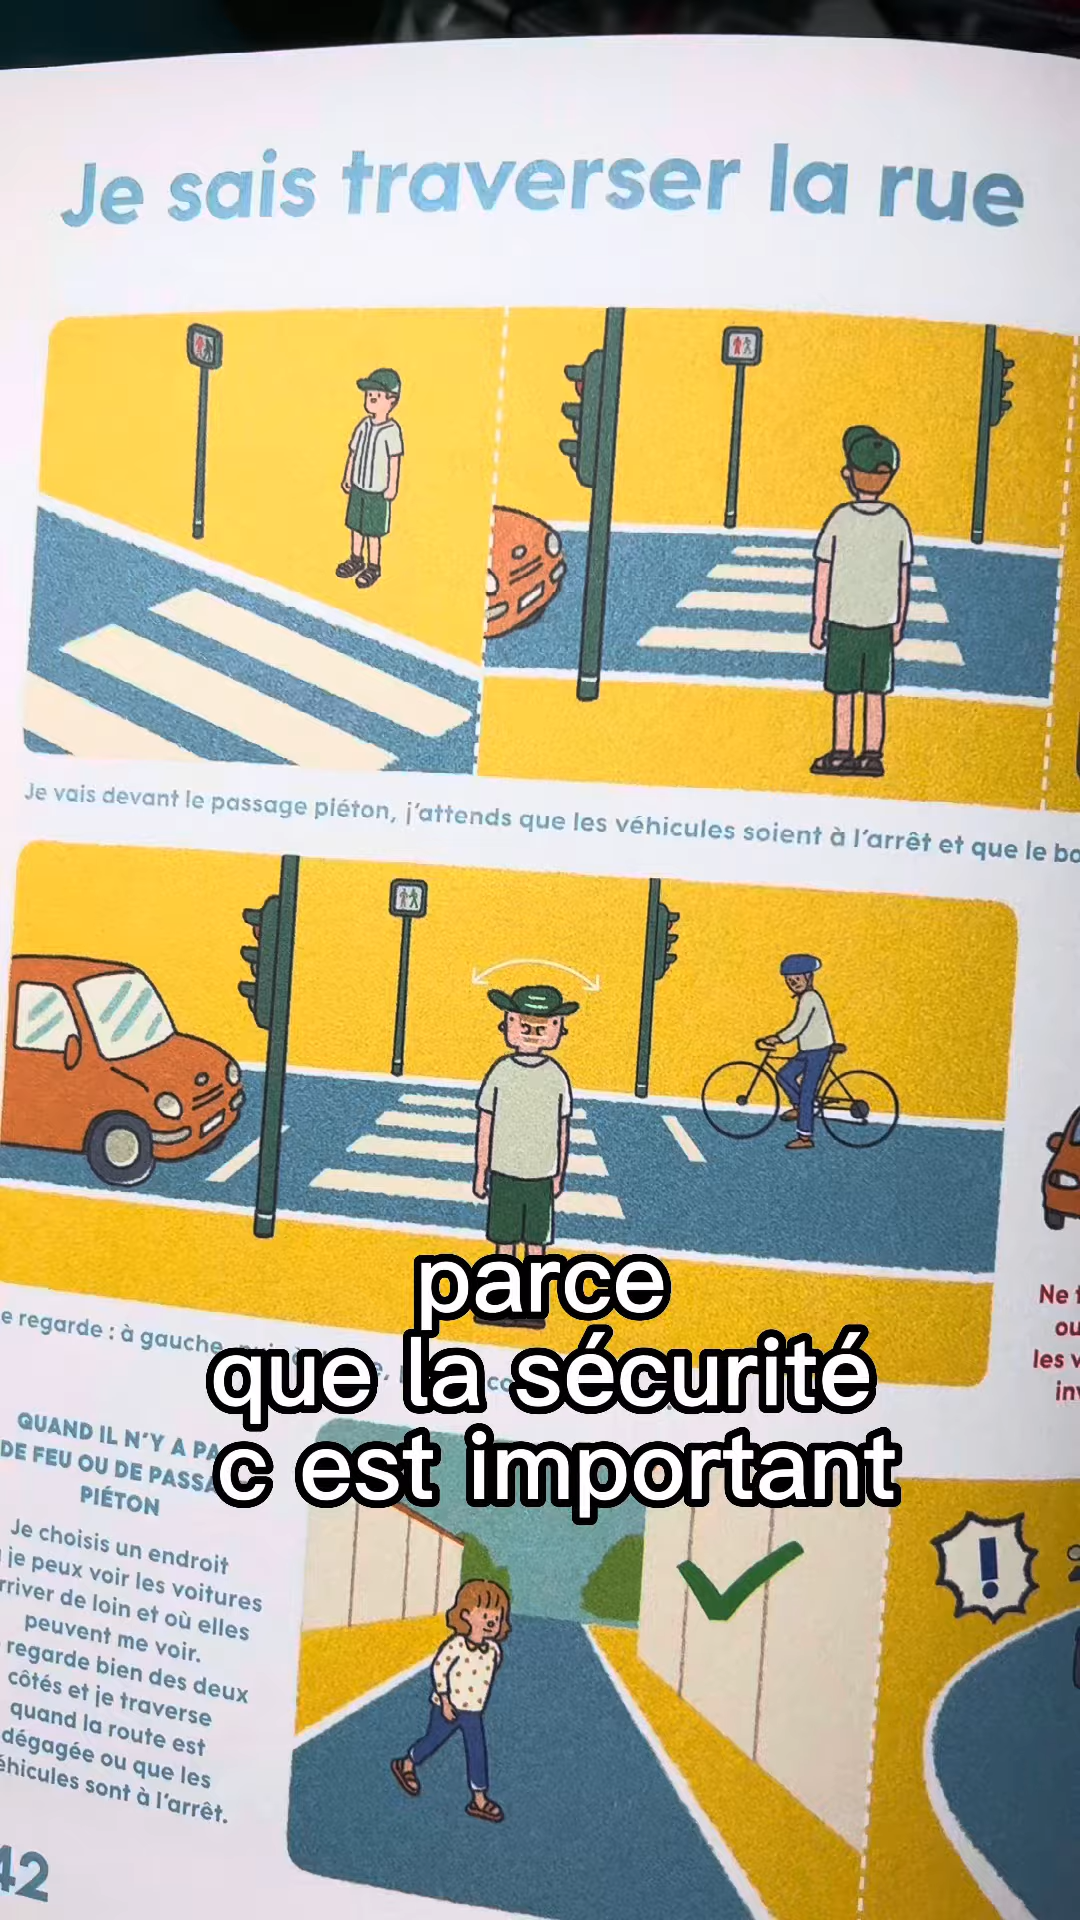 Je sais traverser la rue
Je vais devant le passage piéton, j'attends que les véhicules soient à l'arrêt et que le
e regarde : à gauche,
Ne
ou
les v
parce
que la sécurité
c est important
QUAND IL N'Y A PA
DE FEU OU DE PASSA
PIÉTON
Je choisis un endroit
je peux voir les voitures
rriver de loin et où elles
peuvent me voir.
regarde bien des deux
côtés et je traverse
quand la route est
dégagée ou que les
éhicules sont à l'arrêt.
!
42